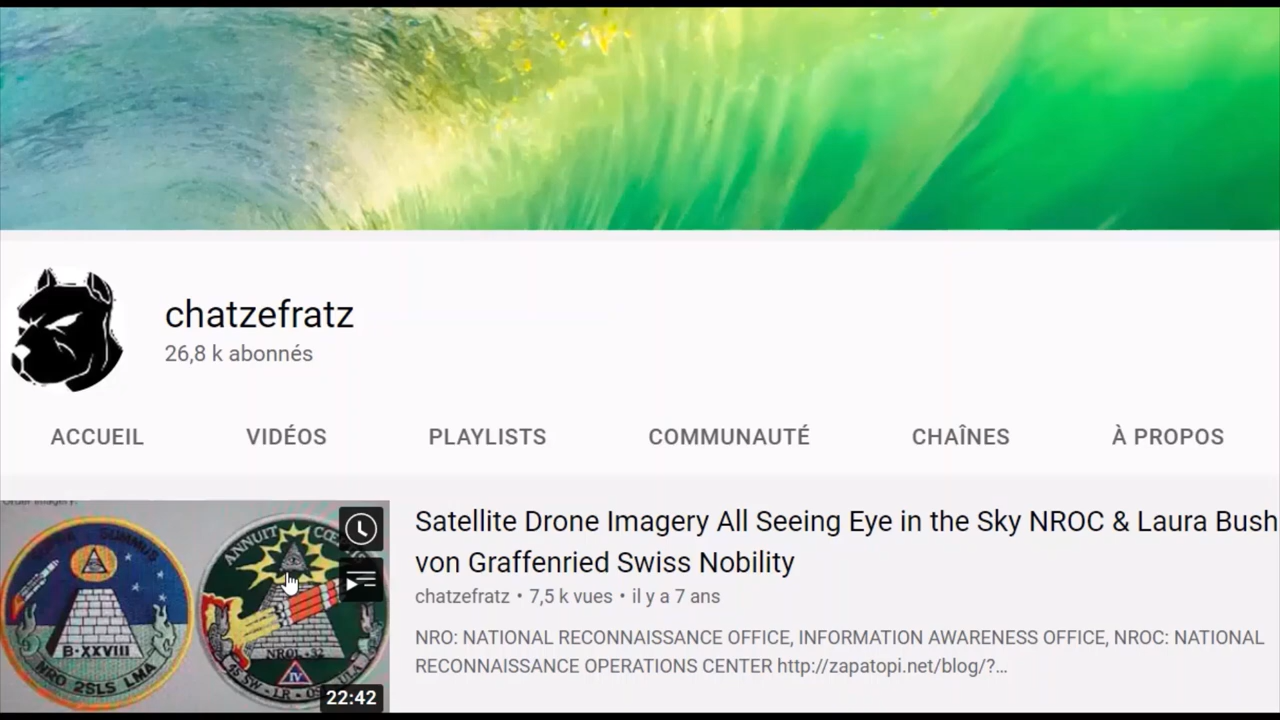 chatzefratz
26,8 k abonnés
ACCUEIL
VIDÉOS
PLAYLISTS
COMMUNAUTÉ
CHAÎNES
À PROPOS
Satellite Drone Imagery All Seeing Eye in the Sky NROC & Laura Bush
von Graffenried Swiss Nobility
chatzefratz • 7,5 k vues • il y a 7 ans
NRO: NATIONAL RECONNAISSANCE OFFICE, INFORMATION AWARENESS OFFICE, NROC: NATIONAL
RECONNAISSANCE OPERATIONS CENTER http://zapatopi.net/blog/?...
SUMMUS
B-XXVIII
NRO 2SLS LMA
ANNUIT
NROL-32
IV
45 SW
22:42